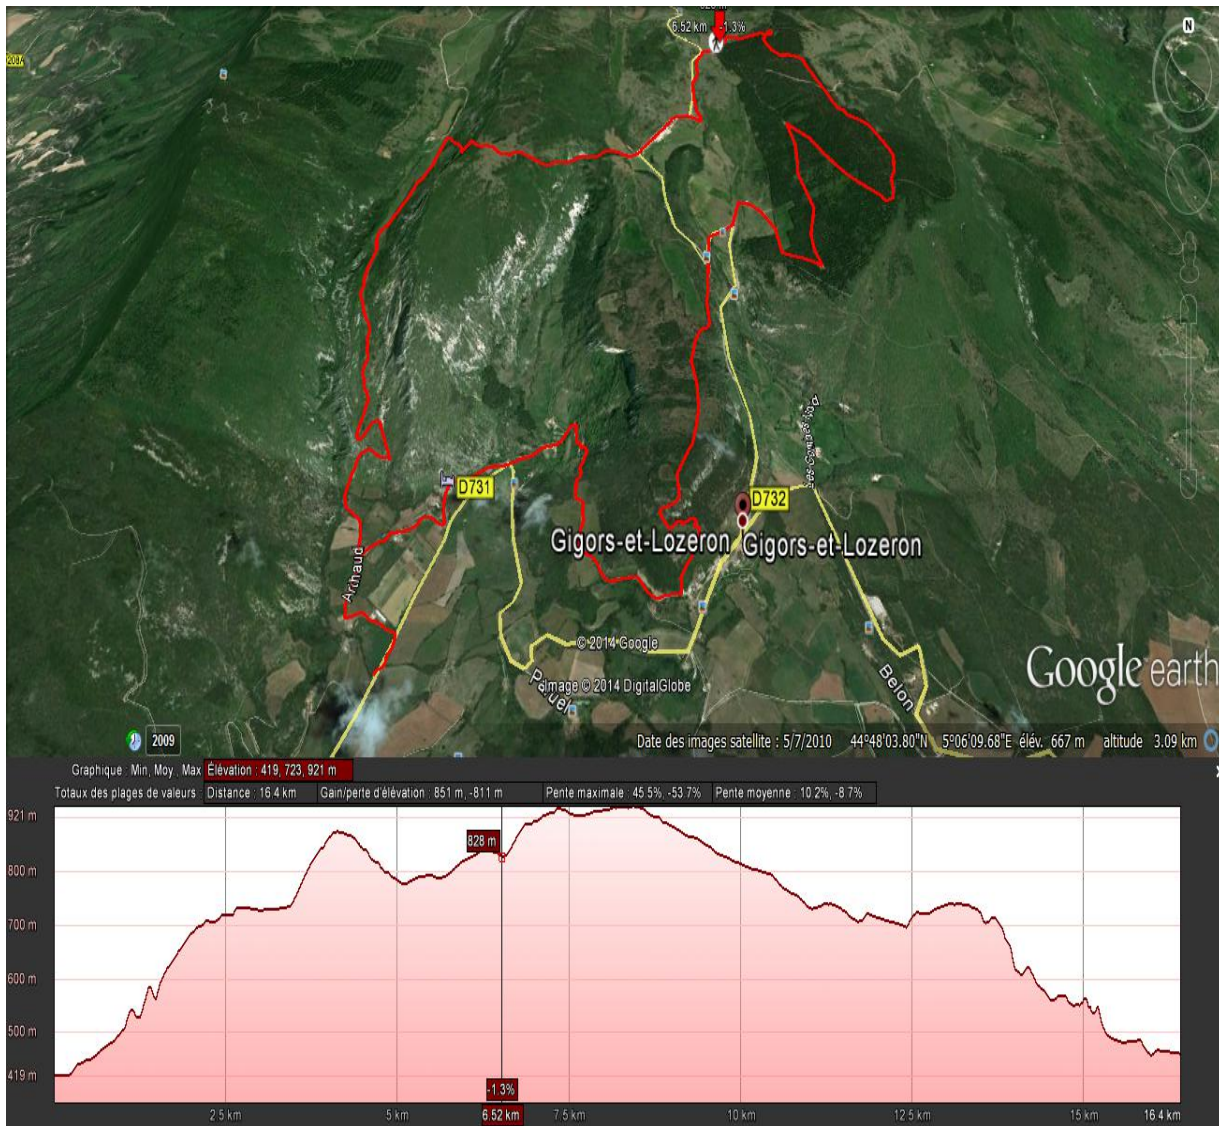 6.52 km -1.3%
N
208A
D731
D732
Gigors-et-Lozeron
Gigors-et-Lozeron
Arthaud
© 2014 Google
Image © 2014 DigitalGlobe
Belon
Google earth
2009
Date des images satellite : 5/7/2010 44°48'03.80"N 5°06'09.68"E élév. 667 m altitude 3.09 km
Graphique : Min, Moy., Max Élévation : 419, 723, 921 m
Totaux des plages de valeurs : Distance : 16.4 km Gain/perte d'élévation : 851 m, -811 m Pente maximale : 45.5%, -53.7% Pente moyenne : 10.2%, -8.7%
921 m
828 m
800 m
700 m
600 m
500 m
419 m
-1.3%
2.5 km 5 km 6.52 km 7.5 km 10 km 12.5 km 15 km 16.4 km